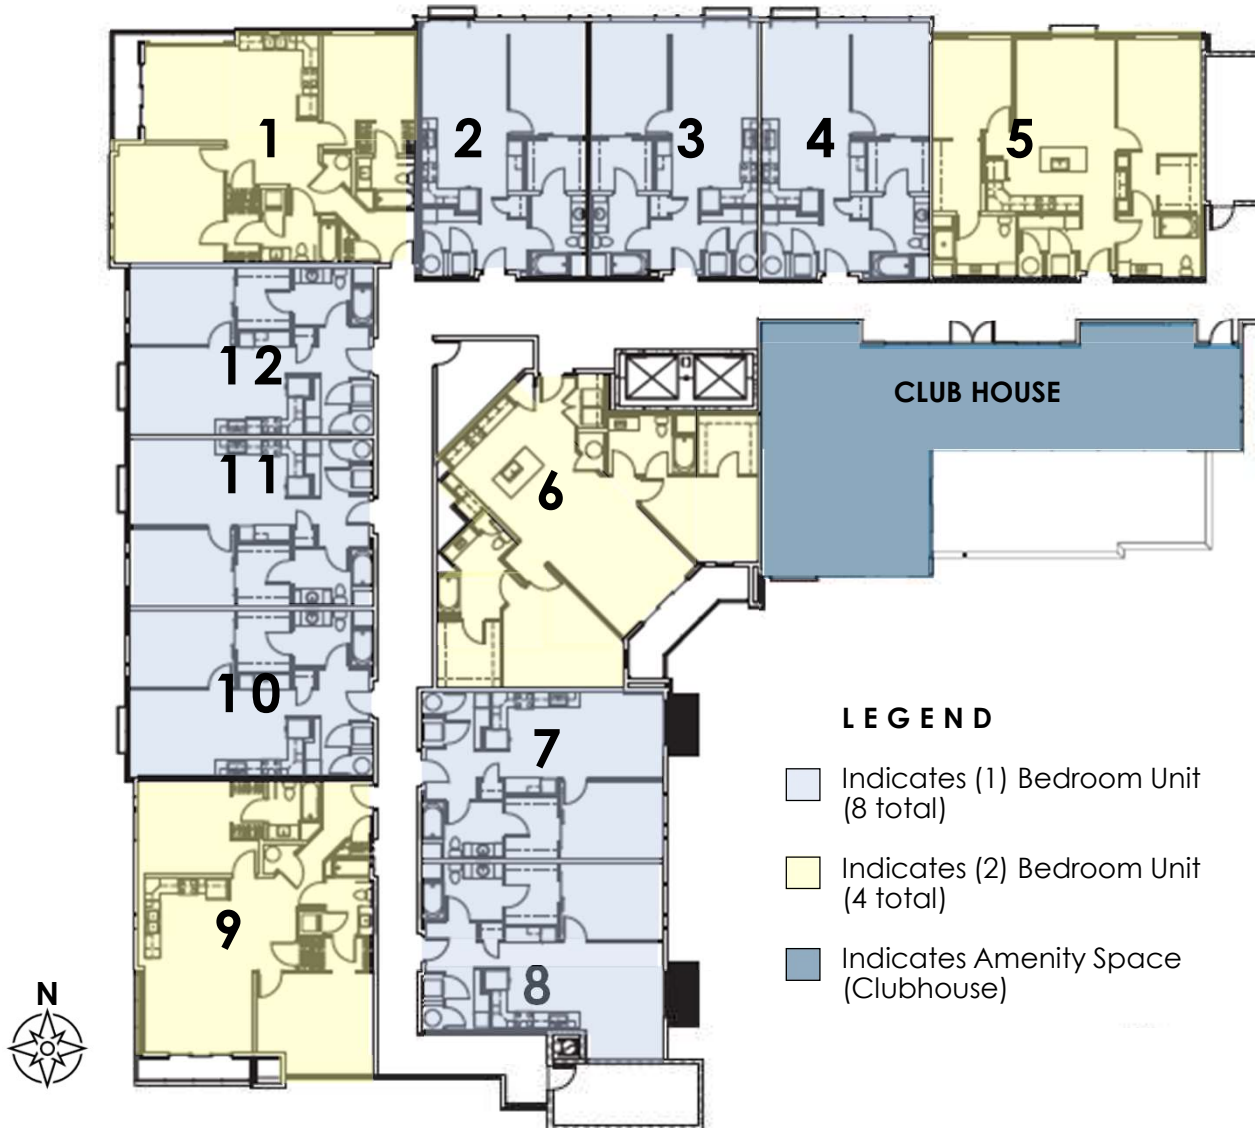 1
2
3
4
5
12
CLUB HOUSE
11
6
10
7
LEGEND
Indicates (1) Bedroom Unit
(8 total)
Indicates (2) Bedroom Unit
(4 total)
9
8
Indicates Amenity Space
(Clubhouse)
N